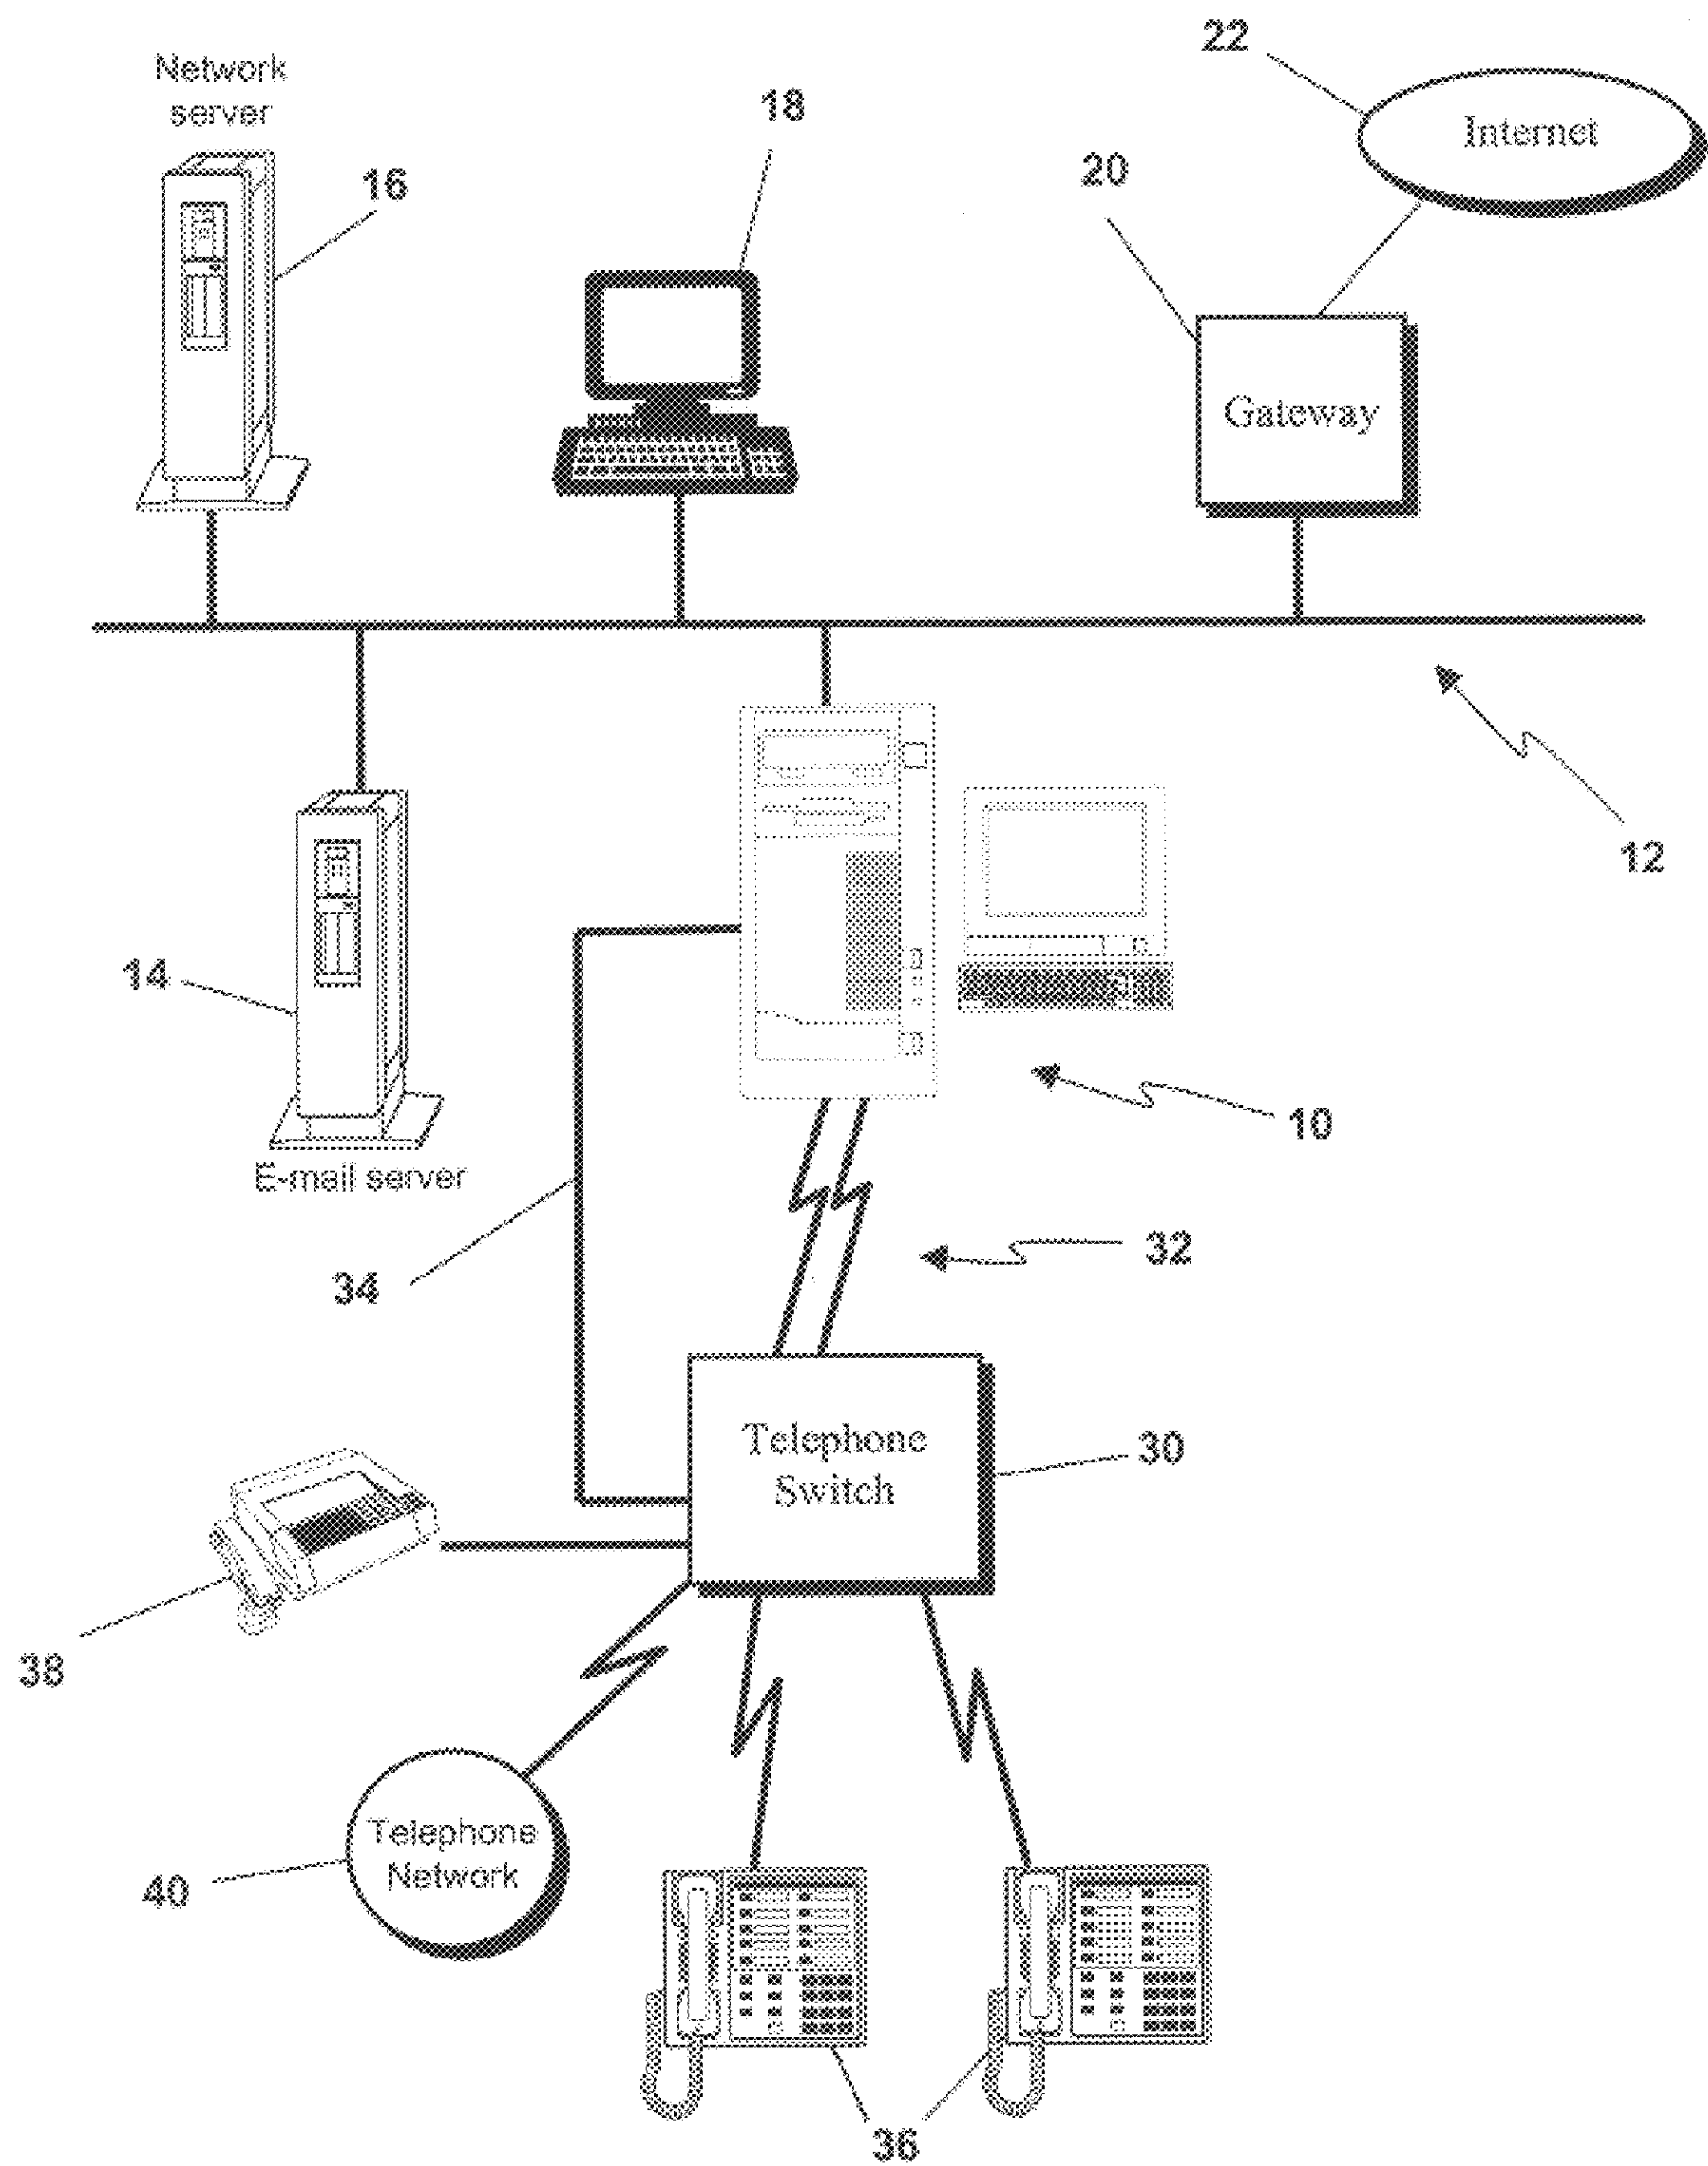 22
Network
server
18
Internet
16
20
Gateway
12
14
10
E-mail server
32
34
Telephone
Switch
30
38
Telephone
Network
40
36